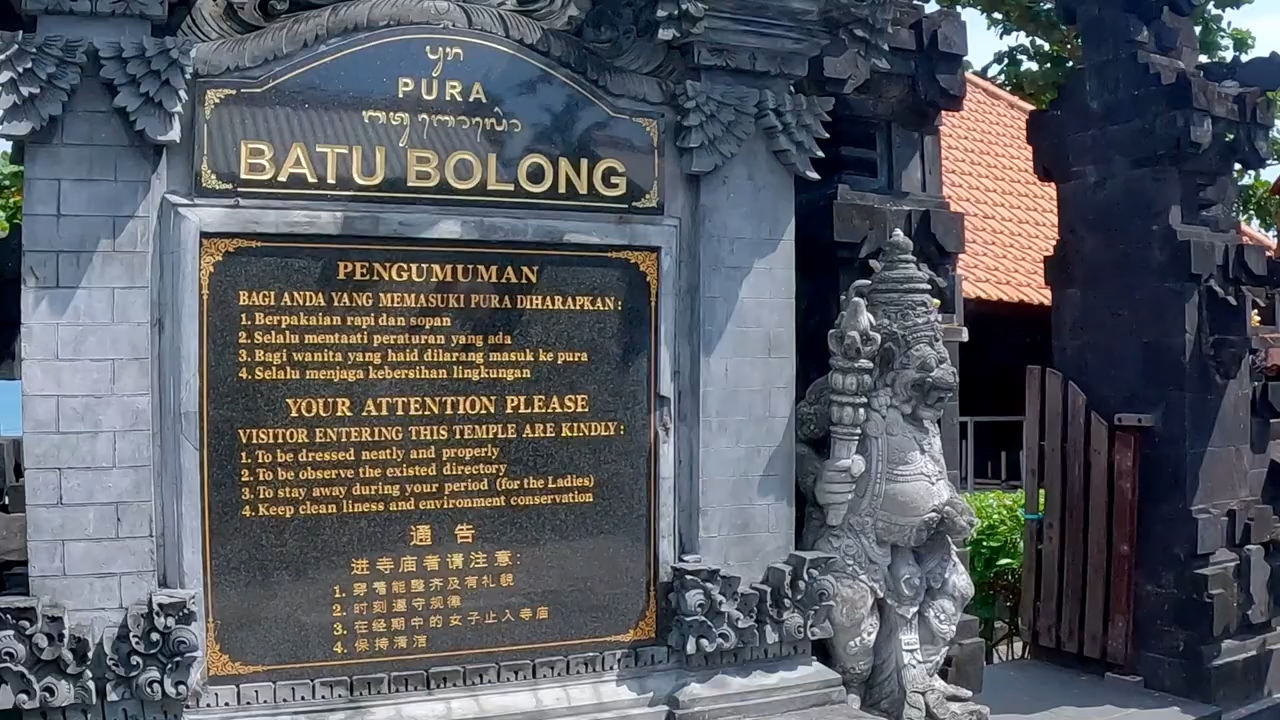 ᬧᬸᬭ
PURA
BATU BOLONG
PENGUMUMAN
BAGI ANDA YANG MEMASUKI PURA DIHARAPKAN :
1. Berpakaian rapi dan sopan
2. Selalu mentaati peraturan yang ada
3. Bagi wanita yang haid dilarang masuk ke pura
4. Selalu menjaga kebersihan lingkungan
YOUR ATTENTION PLEASE
VISITOR ENTERING THIS TEMPLE ARE KINDLY :
1. To be dressed neatly and properly
2. To be observe the existed directory
3. To stay away during your period (for the Ladies)
4. Keep clean liness and environment conservation
通 告
进寺庙者请注意:
1. 穿着能整齐及有礼貌
2. 时刻遵守规律
3. 在经期中的女子止入寺庙
4. 保持清洁